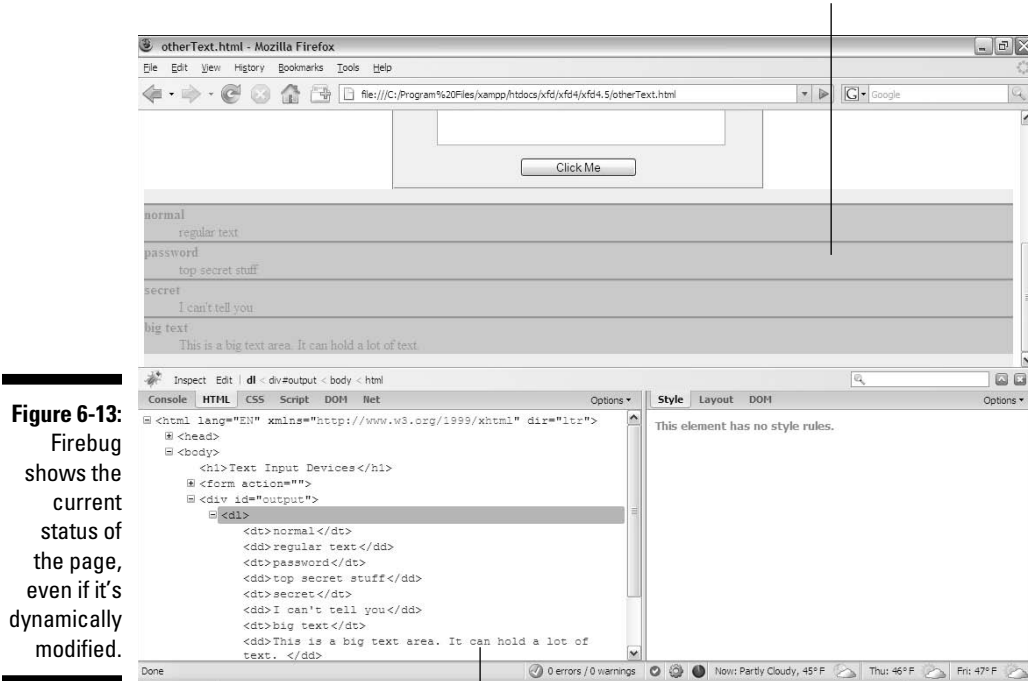 otherText.html - Mozilla Firefox
File Edit View History Bookmarks Tools Help
file:///C:/Program%20Files/xampp/htdocs/xfd/xfd4/xfd4.5/otherText.html
G Google
Click Me
normal
regular text
password
top secret stuff
secret
I can't tell you
big text
This is a big text area. It can hold a lot of text.
Inspect Edit | dl < div#output < body < html
Console HTML CSS Script DOM Net Options
Style Layout DOM Options
<html lang="EN" xmlns="http://www.w3.org/1999/xhtml" dir="ltr">
<head>
<body>
<h1>Text Input Devices</h1>
<form action="">
<div id="output">
<dl>
<dt>normal</dt>
<dd>regular text</dd>
<dt>password</dt>
<dd>top secret stuff</dd>
<dt>secret</dt>
<dd>I can't tell you</dd>
<dt>big text</dt>
<dd>This is a big text area. It can hold a lot of
text. </dd>
This element has no style rules.
Done
0 errors / 0 warnings
Now: Partly Cloudy, 45° F
Thu: 46° F
Fri: 47° F
Figure 6-13:
Firebug
shows the
current
status of
the page,
even if it's
dynamically
modified.